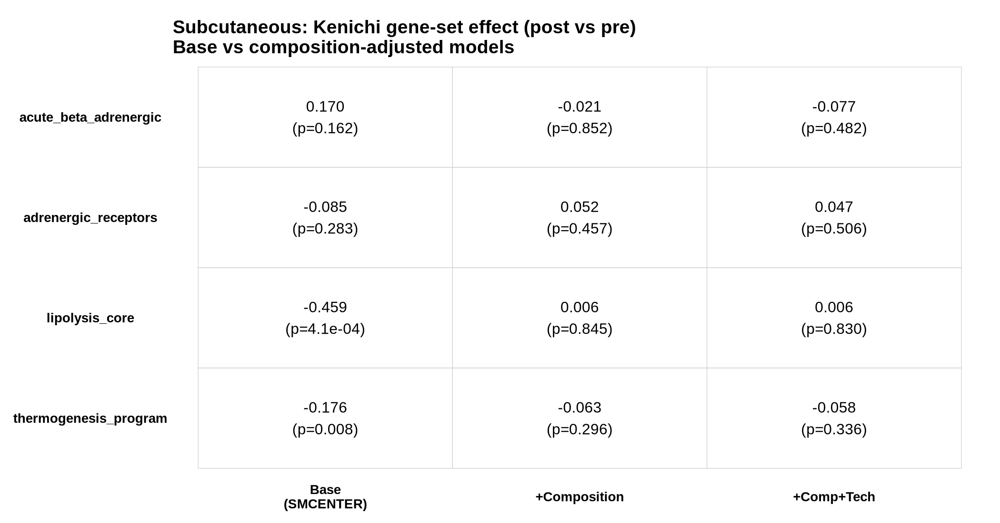 Subcutaneous: Kenichi gene-set effect (post vs pre)
Base vs composition-adjusted models
acute_beta_adrenergic
0.170
(p=0.162)
-0.021
(p=0.852)
-0.077
(p=0.482)
adrenergic_receptors
-0.085
(p=0.283)
0.052
(p=0.457)
0.047
(p=0.506)
lipolysis_core
-0.459
(p=4.1e-04)
0.006
(p=0.845)
0.006
(p=0.830)
thermogenesis_program
-0.176
(p=0.008)
-0.063
(p=0.296)
-0.058
(p=0.336)
Base
(SMCENTER)
+Composition
+Comp+Tech